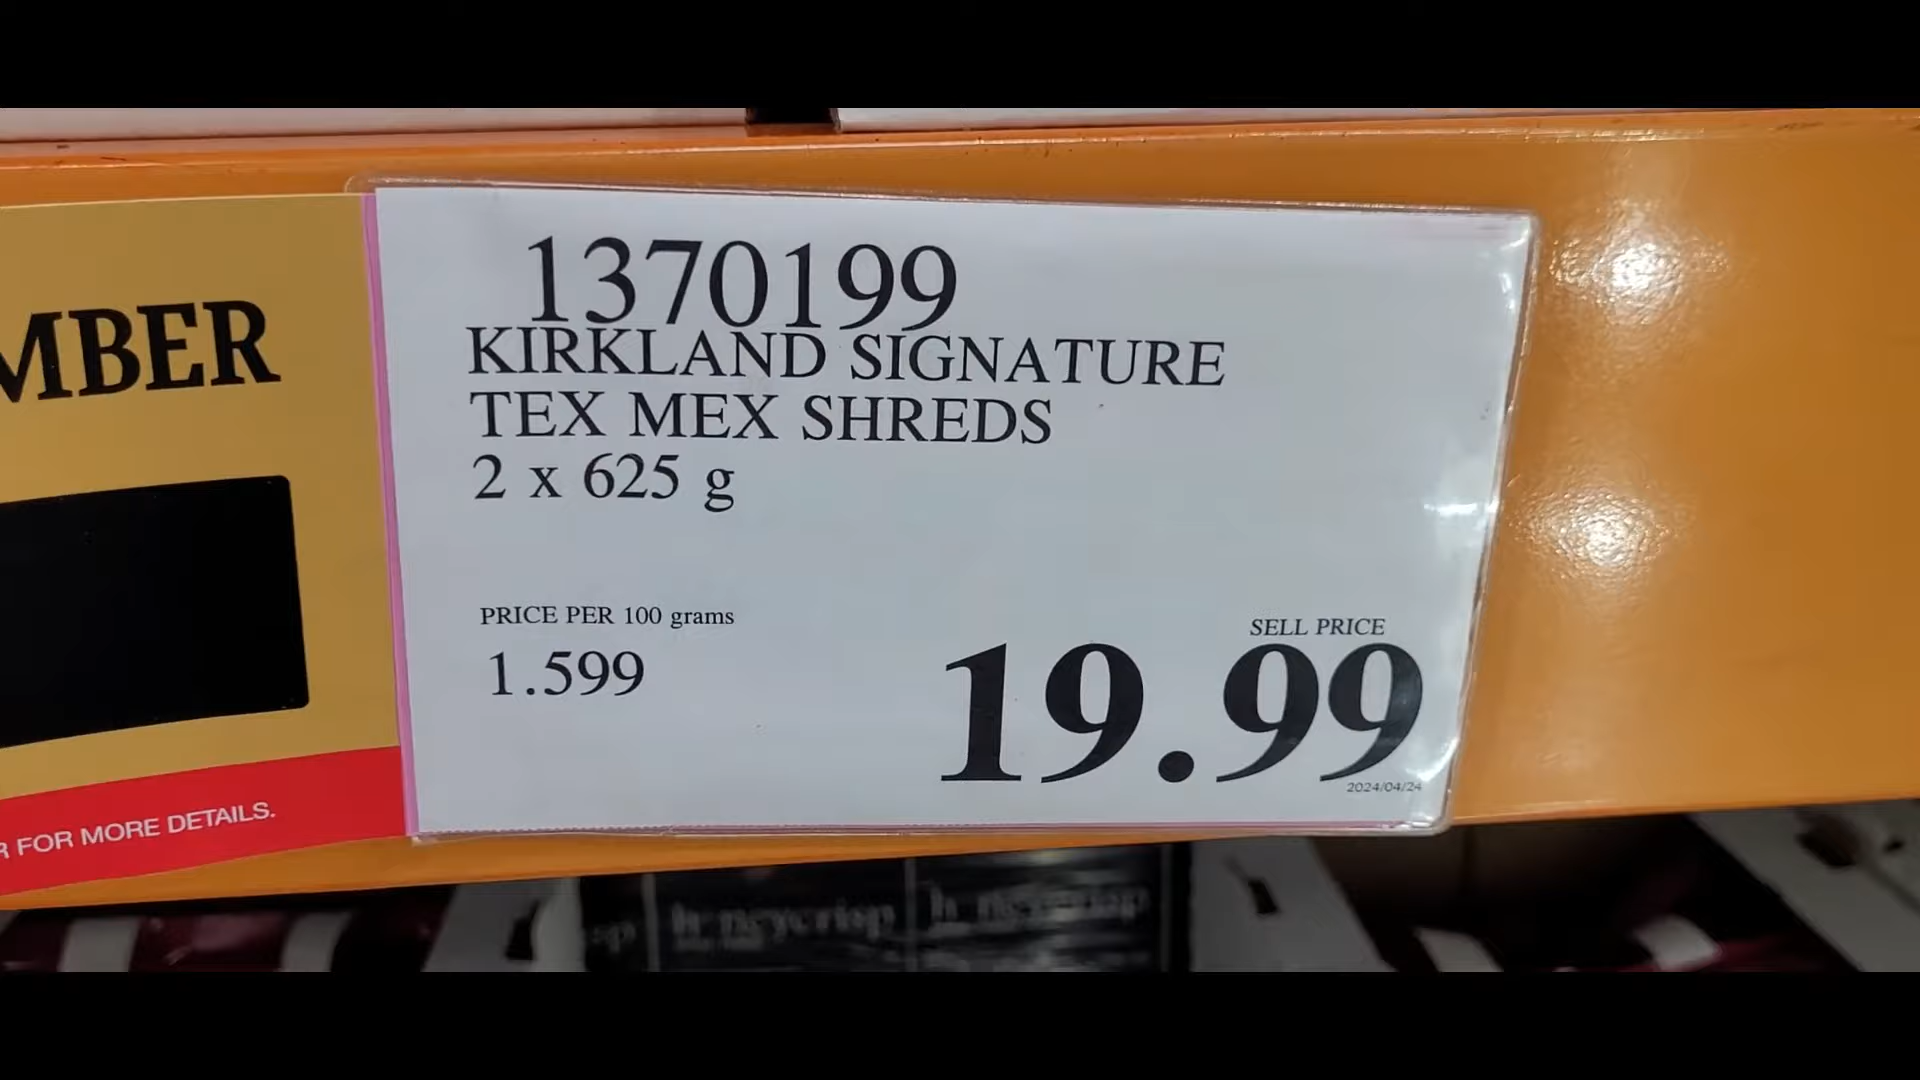 MBER
FOR MORE DETAILS.
1370199
KIRKLAND SIGNATURE
TEX MEX SHREDS
2 x 625 g
PRICE PER 100 grams
1.599
SELL PRICE
19.99
2024/04/24